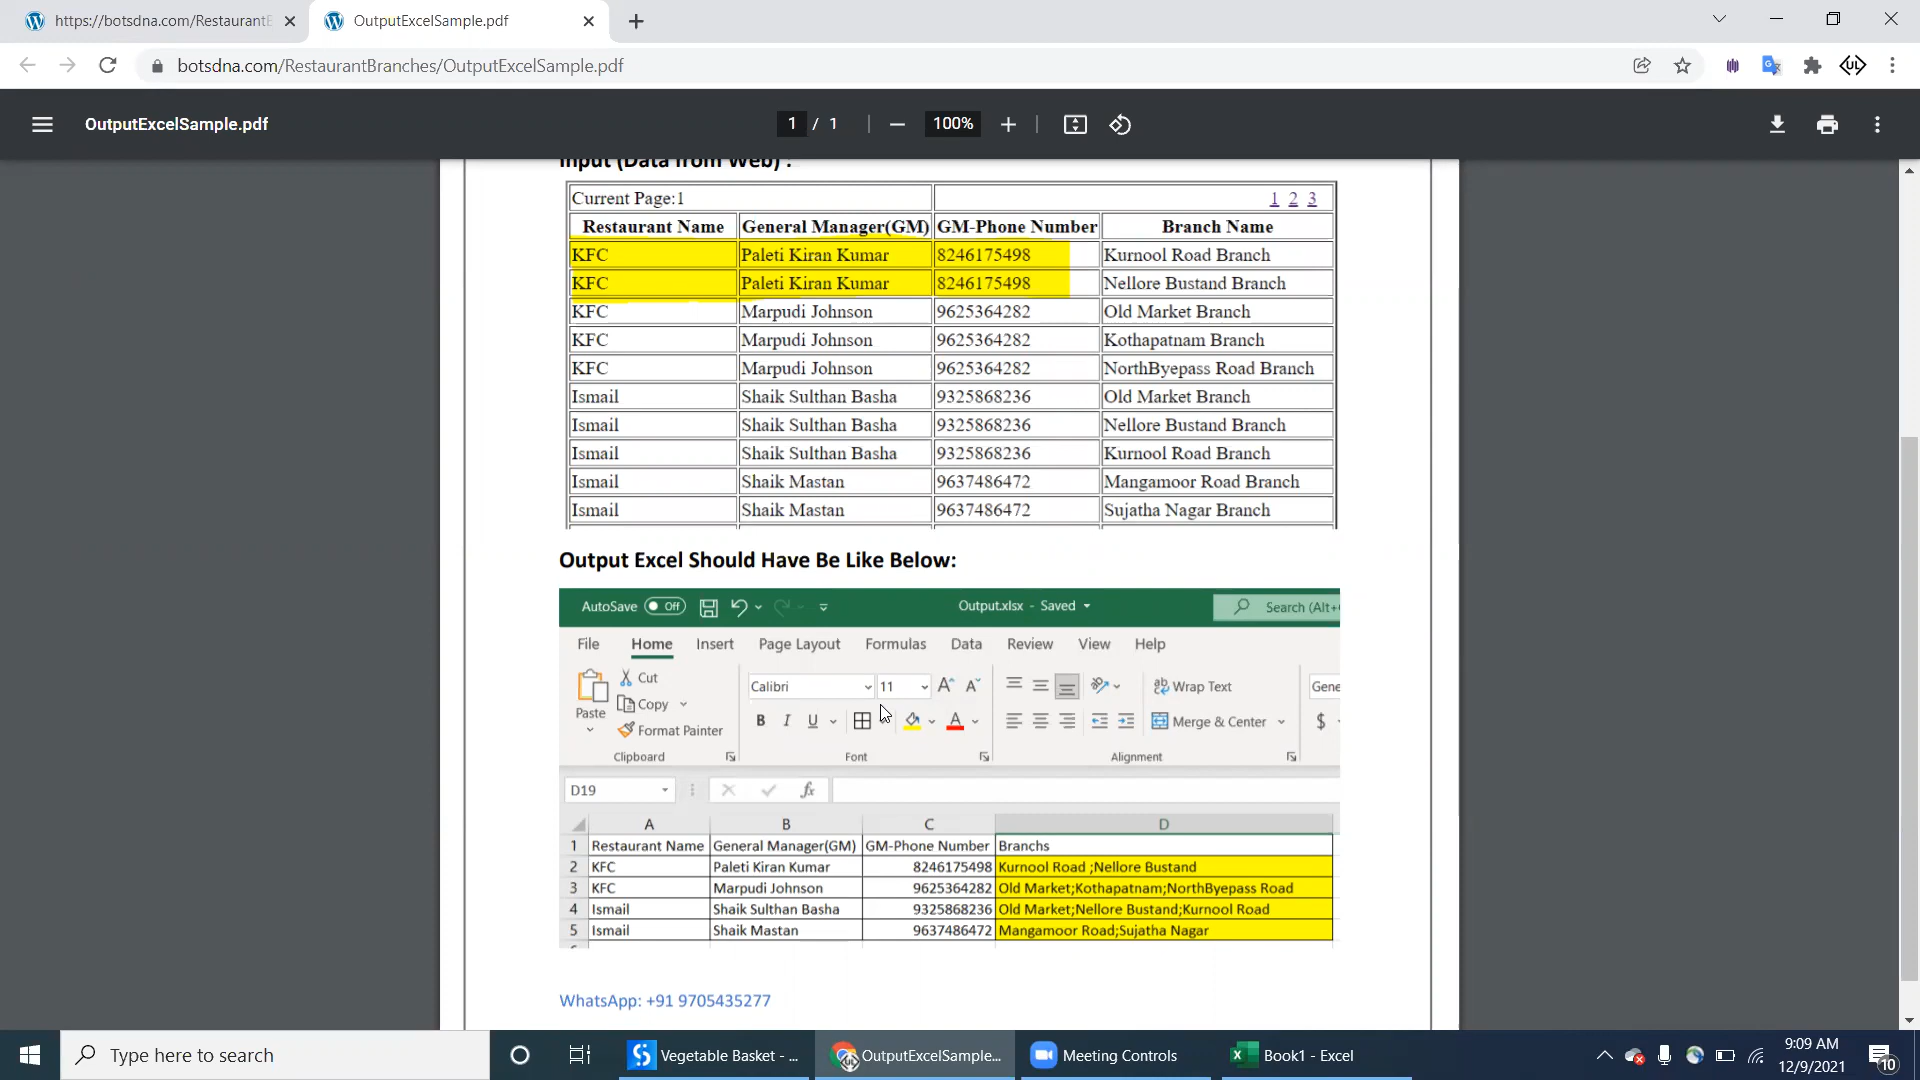 https://botsdna.com/RestaurantE
OutputExcelSample.pdf
botsdna.com/RestaurantBranches/OutputExcelSample.pdf
OutputExcelSample.pdf
1 / 1
100%
Input (Data from Web) :
Current Page:1 1 2 3
Restaurant Name General Manager(GM) GM-Phone Number Branch Name
KFC Paleti Kiran Kumar 8246175498 Kurnool Road Branch
KFC Paleti Kiran Kumar 8246175498 Nellore Bustand Branch
KFC Marpudi Johnson 9625364282 Old Market Branch
KFC Marpudi Johnson 9625364282 Kothapatnam Branch
KFC Marpudi Johnson 9625364282 NorthByepass Road Branch
Ismail Shaik Sulthan Basha 9325868236 Old Market Branch
Ismail Shaik Sulthan Basha 9325868236 Nellore Bustand Branch
Ismail Shaik Sulthan Basha 9325868236 Kurnool Road Branch
Ismail Shaik Mastan 9637486472 Mangamoor Road Branch
Ismail Shaik Mastan 9637486472 Sujatha Nagar Branch
Output Excel Should Have Be Like Below:
AutoSave Off Output.xlsx - Saved Search (Alt+
File Home Insert Page Layout Formulas Data Review View Help
Paste Cut Calibri 11 Wrap Text Gene
Copy B I U Merge & Center $
Format Painter
Clipboard Font Alignment
D19 fx
A B C D
1 Restaurant Name General Manager(GM) GM-Phone Number Branchs
2 KFC Paleti Kiran Kumar 8246175498 Kurnool Road ;Nellore Bustand
3 KFC Marpudi Johnson 9625364282 Old Market;Kothapatnam;NorthByepass Road
4 Ismail Shaik Sulthan Basha 9325868236 Old Market;Nellore Bustand;Kurnool Road
5 Ismail Shaik Mastan 9637486472 Mangamoor Road;Sujatha Nagar
WhatsApp: +91 9705435277
Type here to search
Vegetable Basket - ...
OutputExcelSample...
Meeting Controls
Book1 - Excel
9:09 AM
12/9/2021
10